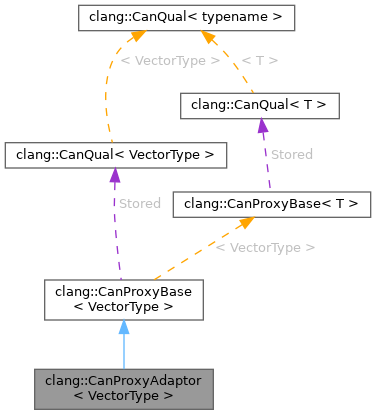 clang::CanQual< typename >
< VectorType >
< T >
clang::CanQual< T >
clang::CanQual< VectorType >
Stored
Stored
clang::CanProxyBase< T >
< VectorType >
clang::CanProxyBase
< VectorType >
clang::CanProxyAdaptor
< VectorType >